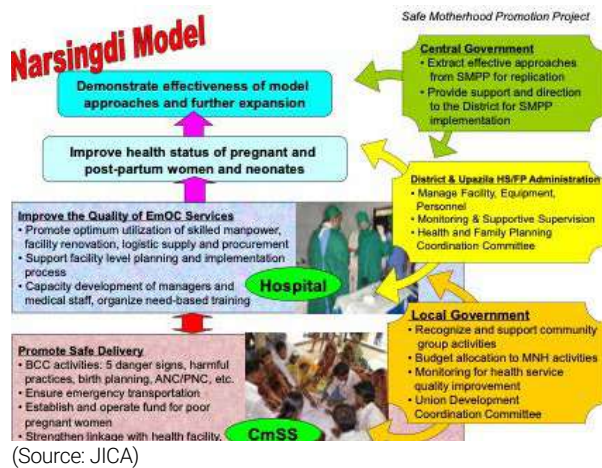 Safe Motherhood Promotion Project
Narsingdi Model
Demonstrate effectiveness of model
approaches and further expansion
Improve health status of pregnant and
post-partum women and neonates
Improve the Quality of EmOC Services
• Promote optimum utilization of skilled manpower,
facility renovation, logistic supply and procurement
• Support facility level planning and implementation
process
• Capacity development of managers and
medical staff, organize need-based training
Hospital
Promote Safe Delivery
• BCC activities: 5 danger signs, harmful
practices, birth planning, ANC/PNC, etc.
• Ensure emergency transportation
• Establish and operate fund for poor
pregnant women
• Strengthen linkage with health facility,
CmSS
Central Government
• Extract effective approaches
from SMPP for replication
• Provide support and direction
to the District for SMPP
implementation
District & Upazila HS/FP Administration
• Manage Facility, Equipment,
Personnel
• Monitoring & Supportive Supervision
• Health and Family Planning
Coordination Committee
Local Government
• Recognize and support community
group activities
• Budget allocation to MNH activities
• Monitoring for health service
quality improvement
• Union Development
Coordination Committee
(Source: JICA)